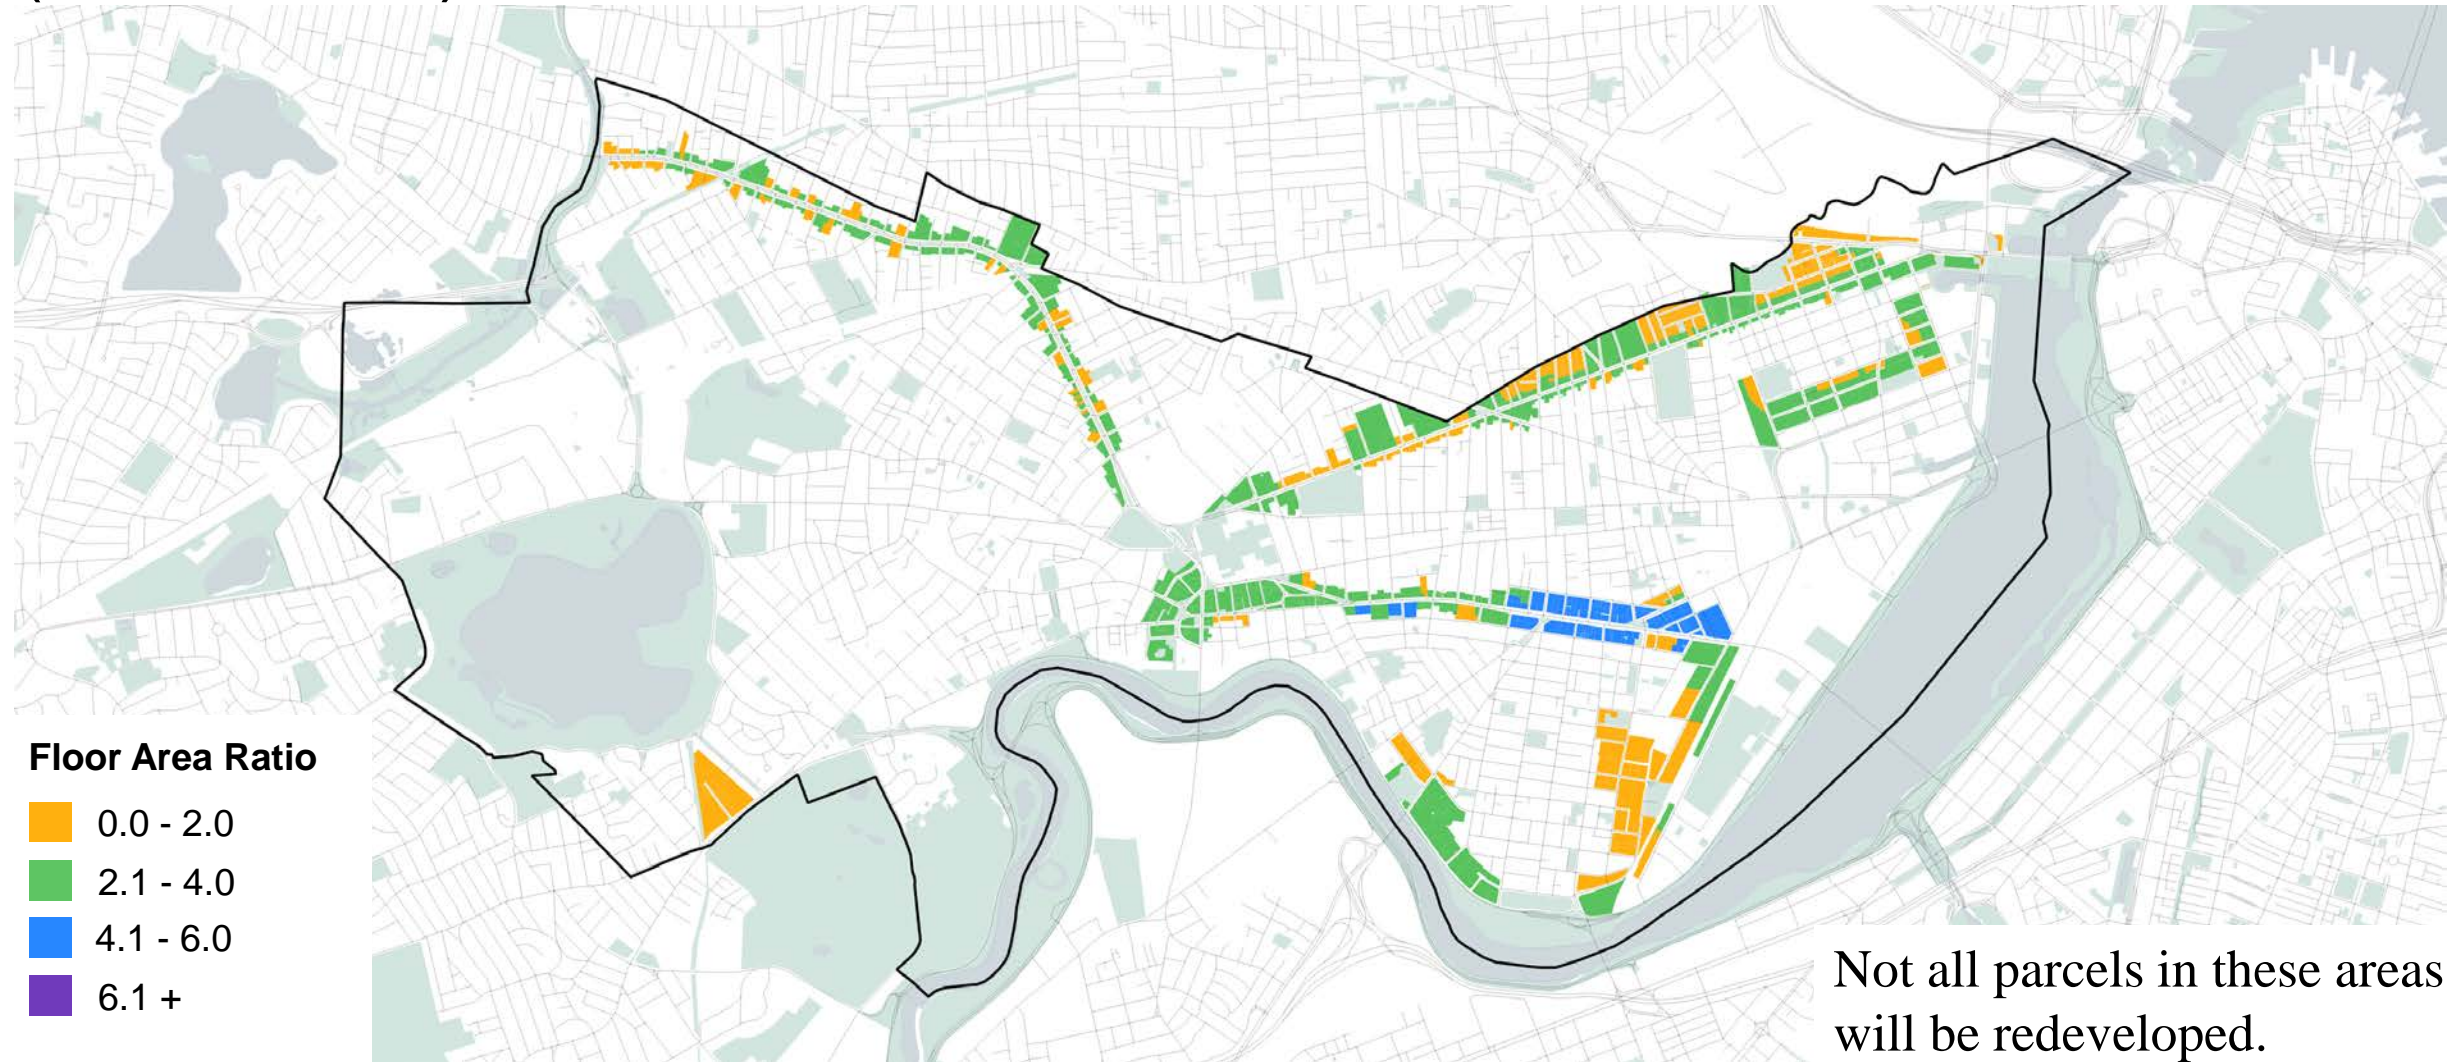 Floor Area Ratio
0.0 - 2.0
2.1 - 4.0
4.1 - 6.0
6.1 +
Not all parcels in these areas
will be redeveloped.